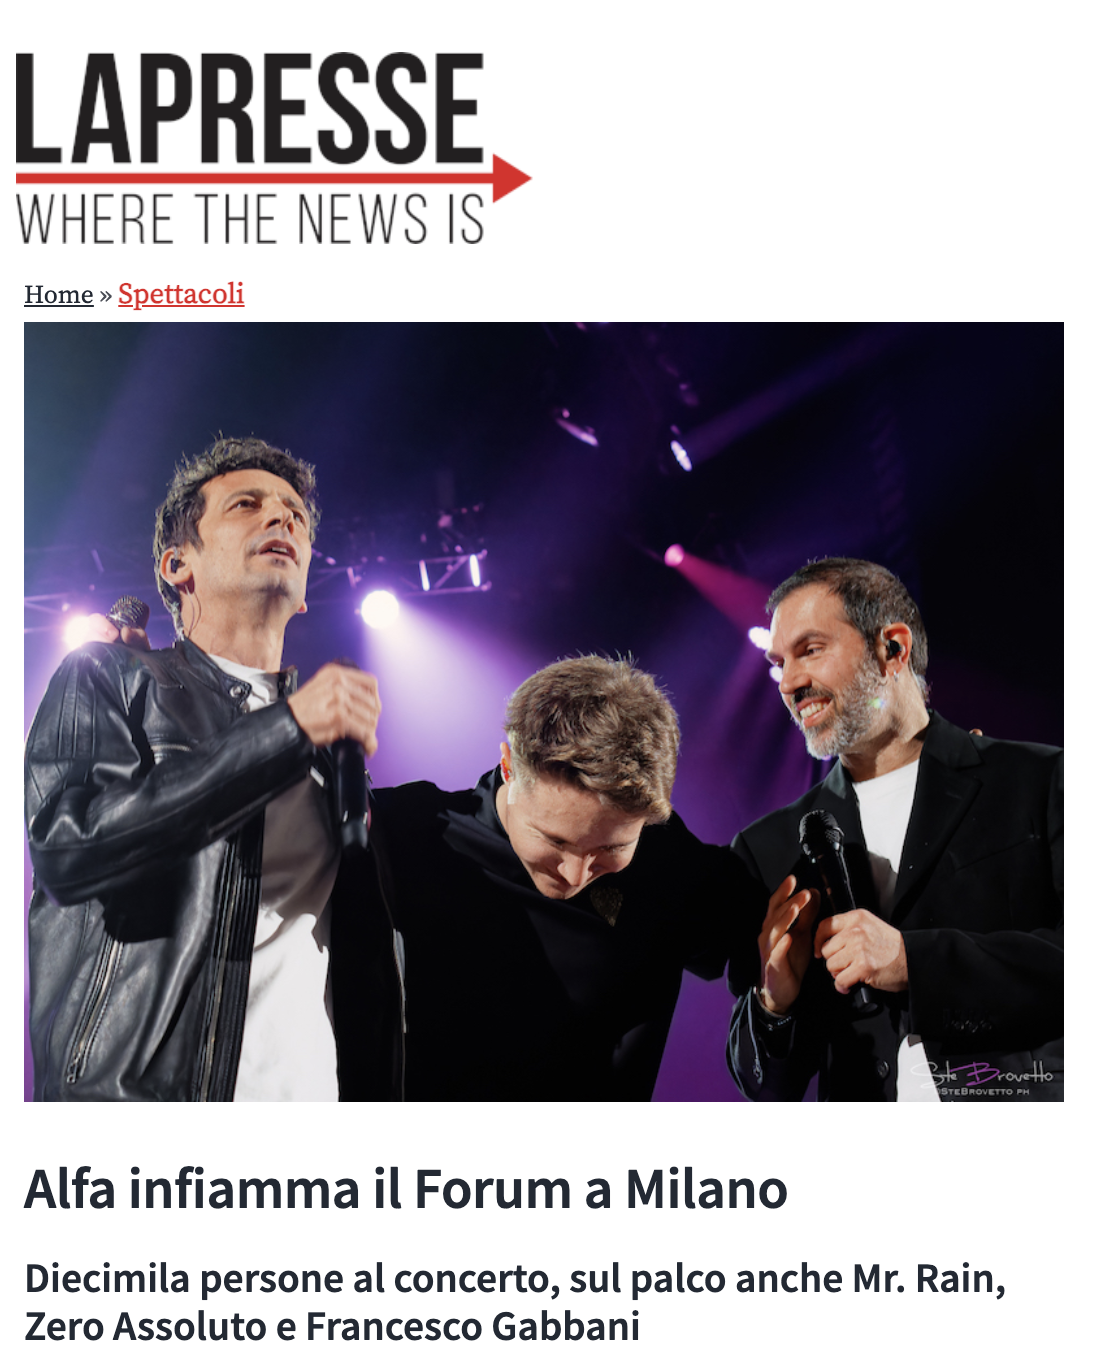 LAPRESSE
WHERE THE NEWS IS
Home » Spettacoli
Ste Brovetto
@STEBROVETTO PH
Alfa infiamma il Forum a Milano
Diecimila persone al concerto, sul palco anche Mr. Rain,
Zero Assoluto e Francesco Gabbani